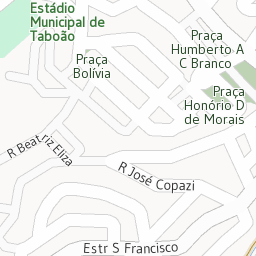 Estádio
Municipal de
Taboão
Praça
Humberto A
C Branco
Praça
Bolívia
Praça
Honório D
de Morais
R Beatriz Eliza
R José Copazi
Estr S Francisco